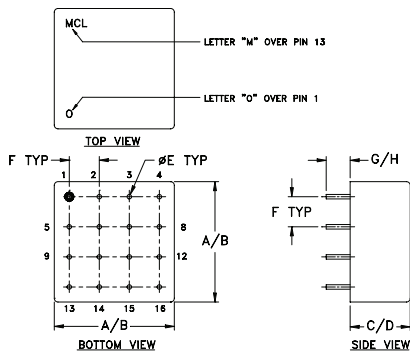 MCL
LETTER "M" OVER PIN 13
LETTER "O" OVER PIN 1
O
TOP VIEW
F TYP
ØE TYP
G/H
1 2 3 4
F TYP
5 8
A/B
9 12
13 14 15 16
A/B
C/D
BOTTOM VIEW
SIDE VIEW